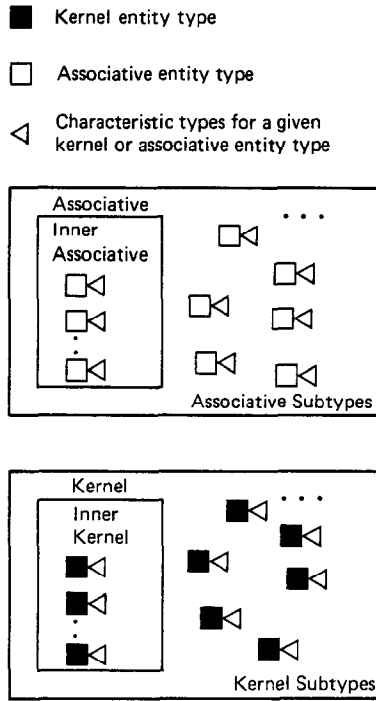 Kernel entity type
Associative entity type
Characteristic types for a given
kernel or associative entity type
Associative
Inner
Associative
Associative Subtypes
Kernel
Inner
Kernel
Kernel Subtypes